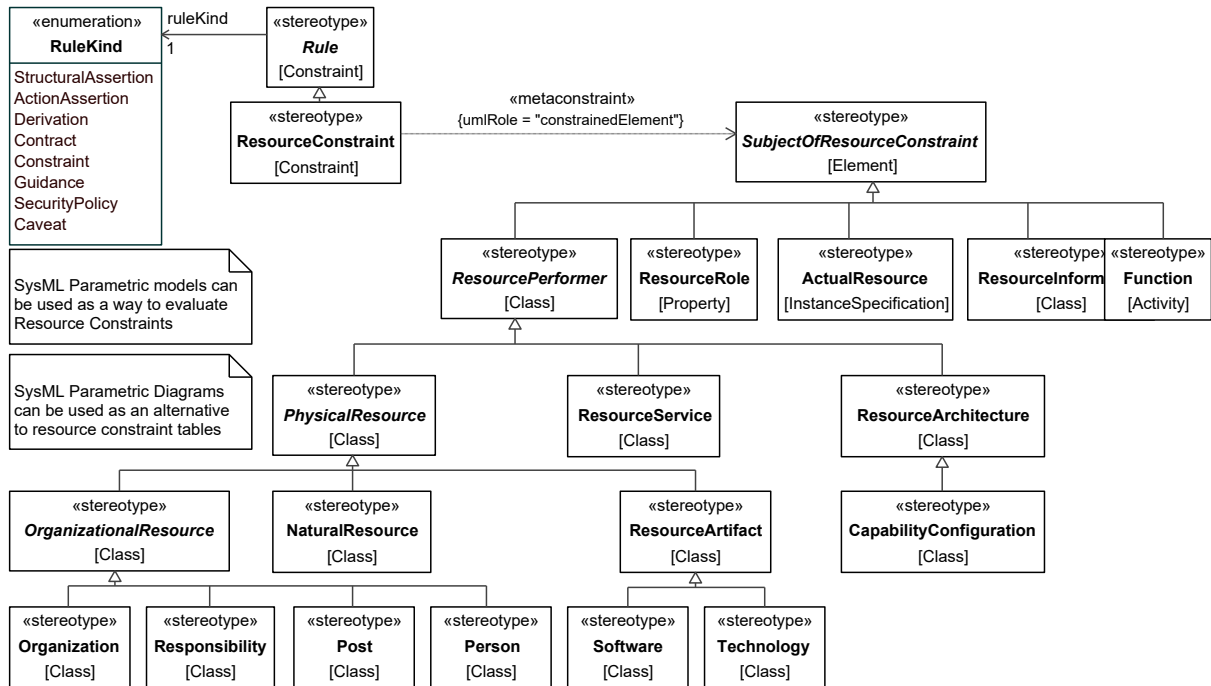 «enumeration»
RuleKind
StructuralAssertion
ActionAssertion
Derivation
Contract
Constraint
Guidance
SecurityPolicy
Caveat
ruleKind
1
«stereotype»
Rule
[Constraint]
«stereotype»
ResourceConstraint
[Constraint]
«metaconstraint»
{umlRole = "constrainedElement"}
«stereotype»
SubjectOfResourceConstraint
[Element]
SysML Parametric models can
be used as a way to evaluate
Resource Constraints
SysML Parametric Diagrams
can be used as an alternative
to resource constraint tables
«stereotype»
ResourcePerformer
[Class]
«stereotype»
ResourceRole
[Property]
«stereotype»
ActualResource
[InstanceSpecification]
«stereotype»
ResourceInform
[Class]
«stereotype»
Function
[Activity]
«stereotype»
PhysicalResource
[Class]
«stereotype»
ResourceService
[Class]
«stereotype»
ResourceArchitecture
[Class]
«stereotype»
OrganizationalResource
[Class]
«stereotype»
NaturalResource
[Class]
«stereotype»
ResourceArtifact
[Class]
«stereotype»
CapabilityConfiguration
[Class]
«stereotype»
Organization
[Class]
«stereotype»
Responsibility
[Class]
«stereotype»
Post
[Class]
«stereotype»
Person
[Class]
«stereotype»
Software
[Class]
«stereotype»
Technology
[Class]